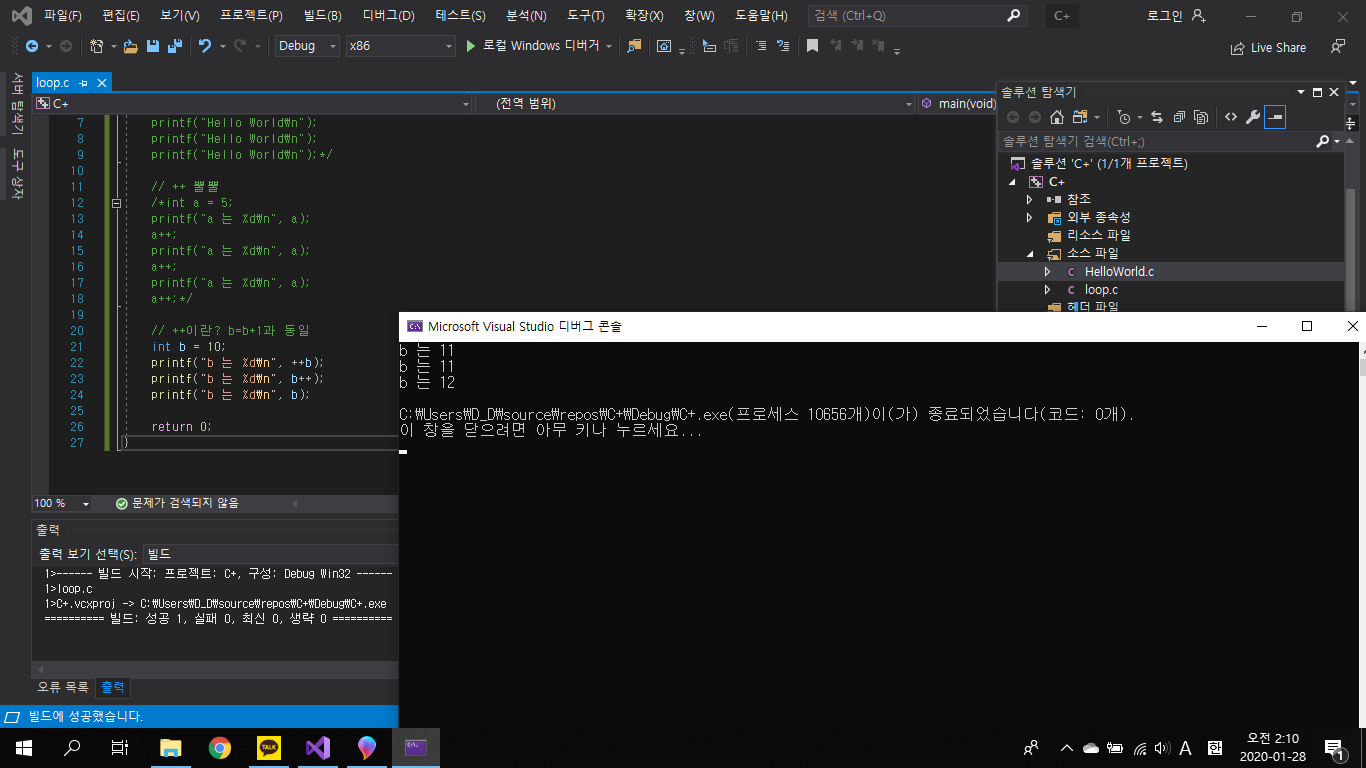 파일(F) 편집(E) 보기(V) 프로젝트(P) 빌드(B) 디버그(D) 테스트(S) 분석(N) 도구(T) 확장(X) 창(W) 도움말(H) 검색 (Ctrl+Q) C+ 로그인
Debug x86 로컬 Windows 디버거 Live Share
서버 탐색기
도구 상자
loop.c
C+ (전역 범위) main(void)
7 printf("Hello World₩n");
8 printf("Hello World₩n");
9 printf("Hello World₩n");*/
10
11 // ++ 뿔뿔
12 /*int a = 5;
13 printf("a 는 %d₩n", a);
14 a++;
15 printf("a 는 %d₩n", a);
16 a++;
17 printf("a 는 %d₩n", a);
18 a++;*/
19
20 // ++이란? b=b+1과 동일
21 int b = 10;
22 printf("b 는 %d₩n", ++b);
23 printf("b 는 %d₩n", b++);
24 printf("b 는 %d₩n", b);
25
26 return 0;
27 }
100 % 문제가 검색되지 않음
출력
출력 보기 선택(S): 빌드
1>------ 빌드 시작: 프로젝트: C+, 구성: Debug Win32 ------
1>loop.c
1>C+.vcxproj -> C:₩Users₩D_D₩source₩repos₩C+₩Debug₩C+.exe
========== 빌드: 성공 1, 실패 0, 최신 0, 생략 0 ==========
오류 목록 출력
빌드에 성공했습니다.
솔루션 탐색기
솔루션 탐색기 검색(Ctrl+;)
솔루션 'C+' (1/1개 프로젝트)
C+
참조
외부 종속성
리소스 파일
소스 파일
HelloWorld.c
loop.c
헤더 파일
Microsoft Visual Studio 디버그 콘솔
b 는 11
b 는 11
b 는 12
C:₩Users₩D_D₩source₩repos₩C+₩Debug₩C+.exe(프로세스 10656개)이(가) 종료되었습니다(코드: 0개).
이 창을 닫으려면 아무 키나 누르세요...
TALK
A 한 오전 2:10
2020-01-28
1